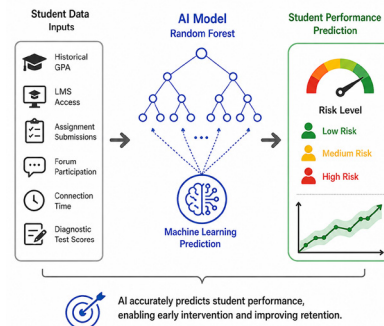 Student Data
Inputs
Historical
GPA
LMS
Access
Assignment
Submissions
Forum
Participation
Connection
Time
Diagnostic
Test Scores
AI Model
Random Forest
...
Machine Learning
Prediction
Student Performance
Prediction
Risk Level
Low Risk
Medium Risk
High Risk
AI accurately predicts student performance,
enabling early intervention and improving retention.